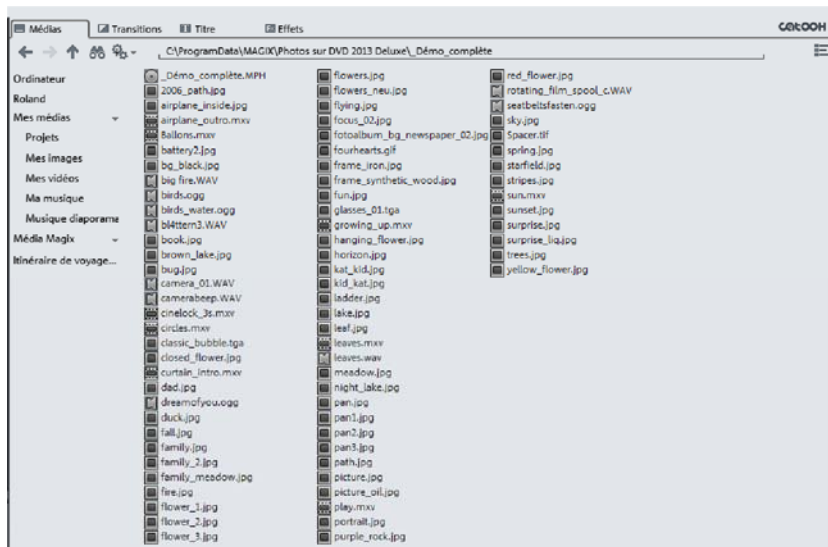 Médias Transitions Titre Effets CATOOH
C:\ProgramData\MAGIX\Photos sur DVD 2013 Deluxe\_Démo_complète
Ordinateur
Roland
Mes médias
Projets
Mes images
Mes vidéos
Ma musique
Musique diaporama
Média Magix
Itinéraire de voyage...
_Démo_complète.MPH
2006_path.jpg
airplane_inside.jpg
airplane_outro.mxv
Ballons.mxv
battery2.jpg
bg_black.jpg
big fire.WAV
birds.ogg
birds_water.ogg
bl4ttern3.WAV
book.jpg
brown_lake.jpg
bug.jpg
camera_01.WAV
camerabeep.WAV
cinelock_3s.mxv
circles.mxv
classic_bubble.tga
closed_flower.jpg
curtain_intro.mxv
dad.jpg
dreamofyou.ogg
duck.jpg
fall.jpg
family.jpg
family_2.jpg
family_meadow.jpg
fire.jpg
flower_1.jpg
flower_2.jpg
flower_3.jpg
flowers.jpg
flowers_neu.jpg
flying.jpg
focus_02.jpg
fotoalbum_bg_newspaper_02.jpg
fourhearts.gif
frame_iron.jpg
frame_synthetic_wood.jpg
fun.jpg
glasses_01.tga
growing_up.mxv
hanging_flower.jpg
horizon.jpg
kat_kid.jpg
kid_kat.jpg
ladder.jpg
lake.jpg
leaf.jpg
leaves.mxv
leaves.wav
meadow.jpg
night_lake.jpg
pan.jpg
pan1.jpg
pan2.jpg
pan3.jpg
path.jpg
picture.jpg
picture_oil.jpg
play.mxv
portrait.jpg
purple_rock.jpg
red_flower.jpg
rotating_film_spool_c.WAV
seatbeltsfasten.ogg
sky.jpg
Spacer.tif
spring.jpg
starfield.jpg
stripes.jpg
sun.mxv
sunset.jpg
surprise.jpg
surprise_liq.jpg
trees.jpg
yellow_flower.jpg